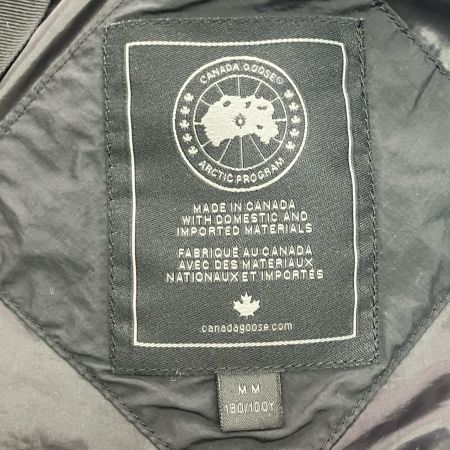 CANADA GOOSE®
ARCTIC PROGRAM
MADE IN CANADA
WITH DOMESTIC AND
IMPORTED MATERIALS
FABRIQUÉ AU CANADA
AVEC DES MATERIAUX
NATIONAUX ET IMPORTÉS
canadagoose.com
M M
180/100Y